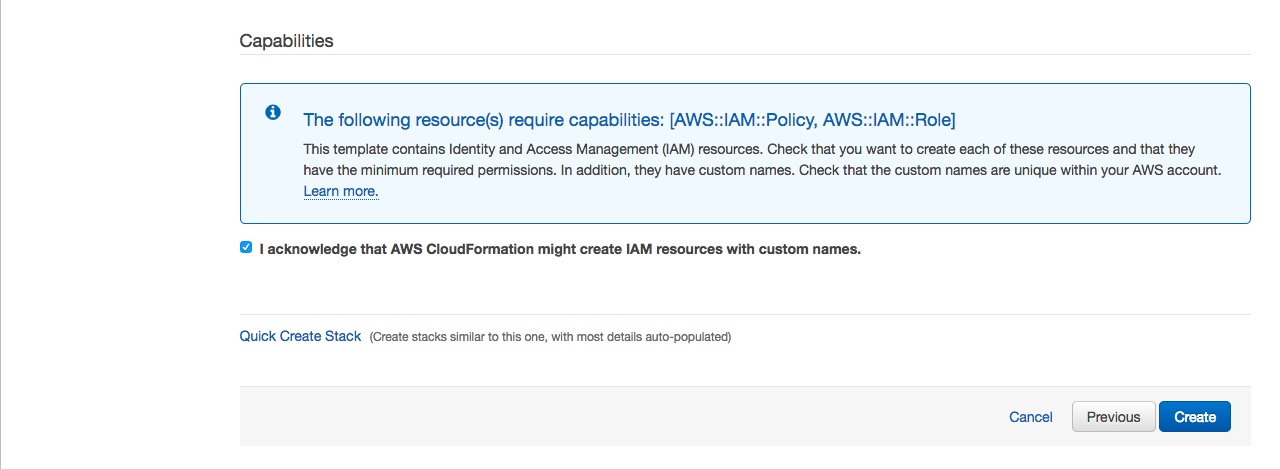 Capabilities
The following resource(s) require capabilities: [AWS::IAM::Policy, AWS::IAM::Role]
This template contains Identity and Access Management (IAM) resources. Check that you want to create each of these resources and that they
have the minimum required permissions. In addition, they have custom names. Check that the custom names are unique within your AWS account.
Learn more.
I acknowledge that AWS CloudFormation might create IAM resources with custom names.
Quick Create Stack (Create stacks similar to this one, with most details auto-populated)
Cancel Previous Create